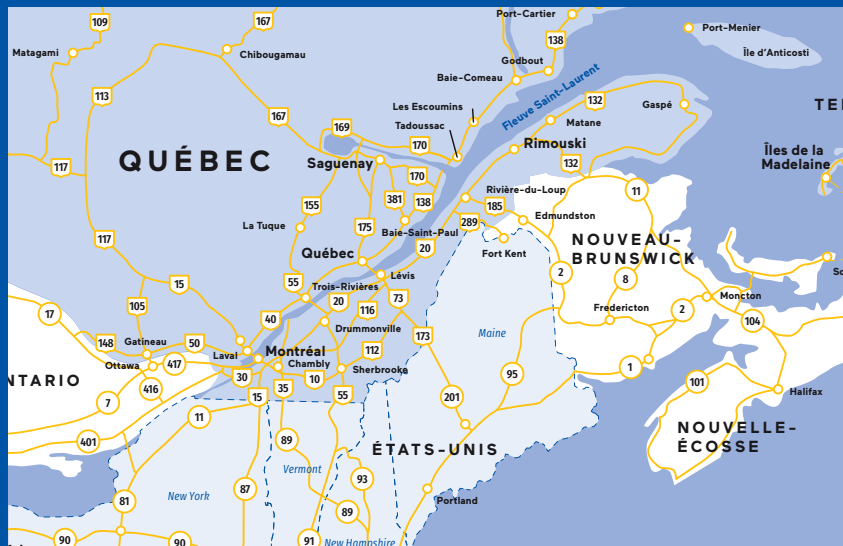 109
167
Port-Cartier
Port-Menier
Matagami
Chibougamau
138
Île d'Anticosti
Godbout
Baie-Comeau
113
167
Les Escoumins
Fleuve Saint-Laurent
132
Gaspé
TE
169
Tadoussac
Matane
170
Rimouski
QUÉBEC
Saguenay
132
Îles de la
Madelaine
117
170
Rivière-du-Loup
11
155
381
138
185
La Tuque
175
Baie-Saint-Paul
289
Edmundston
117
20
Fort Kent
NOUVEAU-
BRUNSWICK
Québec
Lévis
2
8
15
55
Trois-Rivières
20
73
Moncton
105
116
Fredericton
2
17
40
Drummonville
104
148
Gatineau
50
173
Maine
Laval
Montréal
112
Ottawa
417
Chambly
1
NTARIO
30
10
Sherbrooke
95
416
35
101
7
15
55
201
Halifax
11
401
89
ÉTATS-UNIS
NOUVELLE-
ÉCOSSE
Vermont
93
New York
87
81
Portland
89
90
90
91
New Hampshire